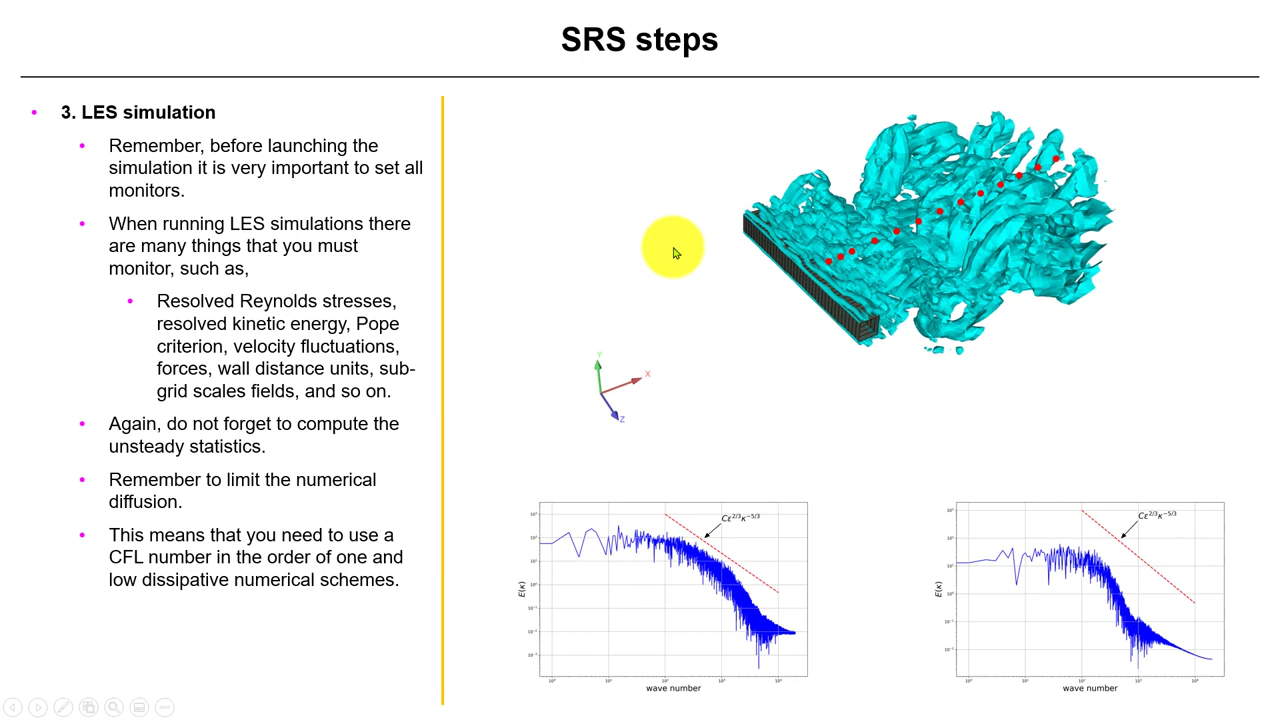 SRS steps
• 3. LES simulation
• Remember, before launching the
simulation it is very important to set all
monitors.
• When running LES simulations there
are many things that you must
monitor, such as,
• Resolved Reynolds stresses,
resolved kinetic energy, Pope
criterion, velocity fluctuations,
forces, wall distance units, sub-
grid scales fields, and so on.
• Again, do not forget to compute the
unsteady statistics.
• Remember to limit the numerical
diffusion.
• This means that you need to use a
CFL number in the order of one and
low dissipative numerical schemes.
Y
X
Z
Cε^{2/3}κ^{−5/3}
E(κ)
wave number
Cε^{2/3}κ^{−5/3}
E(κ)
wave number